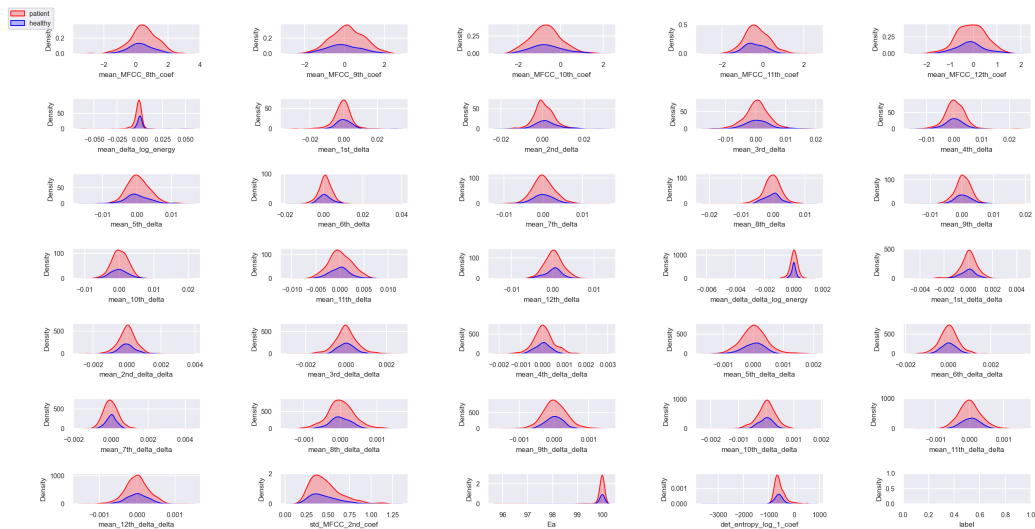 patient
healthy
Density 0.2 0.0 −2 0 2 4 mean_MFCC_8th_coef
Density 0.2 0.0 −2 0 2 mean_MFCC_9th_coef
Density 0.25 0.00 −2 0 2 mean_MFCC_10th_coef
Density 0.5 0.0 −2 0 2 mean_MFCC_11th_coef
Density 0.25 0.00 −2 −1 0 1 2 mean_MFCC_12th_coef
Density 50 0 −0.050 −0.025 0.000 0.025 0.050 mean_delta_log_energy
Density 50 0 −0.02 0.00 0.02 mean_1st_delta
Density 50 0 −0.02 0.00 0.02 mean_2nd_delta
Density 50 0 −0.01 0.00 0.01 0.02 mean_3rd_delta
Density 50 0 −0.01 0.00 0.01 0.02 mean_4th_delta
Density 50 0 −0.01 0.00 0.01 mean_5th_delta
Density 100 0 −0.02 0.00 0.02 0.04 mean_6th_delta
Density 100 0 −0.01 0.00 0.01 mean_7th_delta
Density 100 0 −0.02 −0.01 0.00 0.01 mean_8th_delta
Density 100 0 −0.01 0.00 0.01 0.02 mean_9th_delta
Density 100 0 −0.01 0.00 0.01 0.02 mean_10th_delta
Density 100 0 −0.010 −0.005 0.000 0.005 0.010 mean_11th_delta
Density 100 0 −0.01 0.00 0.01 mean_12th_delta
Density 1000 0 −0.006 −0.004 −0.002 0.000 0.002 mean_delta_delta_log_energy
Density 500 0 −0.004 −0.002 0.000 0.002 0.004 mean_1st_delta_delta
Density 500 0 −0.002 0.000 0.002 0.004 mean_2nd_delta_delta
Density 500 0 −0.002 0.000 0.002 mean_3rd_delta_delta
Density 500 0 −0.002 −0.001 0.000 0.001 0.002 0.003 mean_4th_delta_delta
Density 500 0 −0.001 0.000 0.001 0.002 mean_5th_delta_delta
Density 500 0 −0.002 0.000 0.002 0.004 mean_6th_delta_delta
Density 500 0 −0.002 0.000 0.002 0.004 mean_7th_delta_delta
Density 500 0 −0.001 0.000 0.001 mean_8th_delta_delta
Density 500 0 −0.001 0.000 0.001 mean_9th_delta_delta
Density 1000 0 −0.002 −0.001 0.000 0.001 0.002 mean_10th_delta_delta
Density 1000 0 −0.001 0.000 0.001 mean_11th_delta_delta
Density 1000 0 −0.001 0.000 0.001 mean_12th_delta_delta
Density 2 1 0 0.00 0.25 0.50 0.75 1.00 1.25 std_MFCC_2nd_coef
Density 2 0 96 97 98 99 100 Ea
Density 0.001 0.000 −3000 −2000 −1000 0 det_entropy_log_1_coef
Density 1.0 0.5 0.0 0.0 0.2 0.4 0.6 0.8 1.0 label